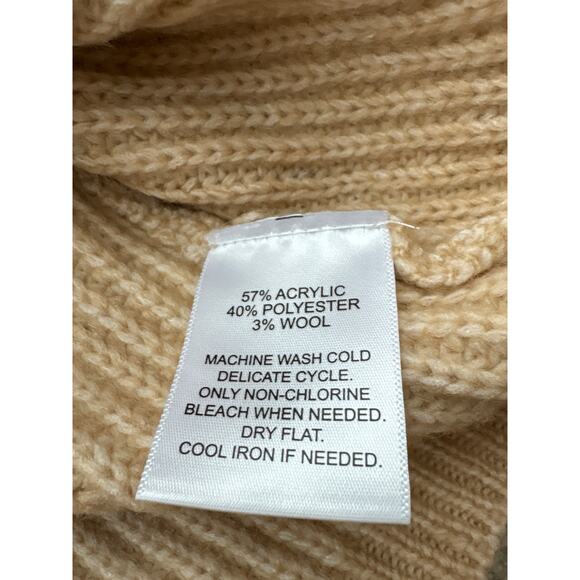 57% ACRYLIC
40% POLYESTER
3% WOOL
MACHINE WASH COLD
DELICATE CYCLE.
ONLY NON-CHLORINE
BLEACH WHEN NEEDED.
DRY FLAT.
COOL IRON IF NEEDED.